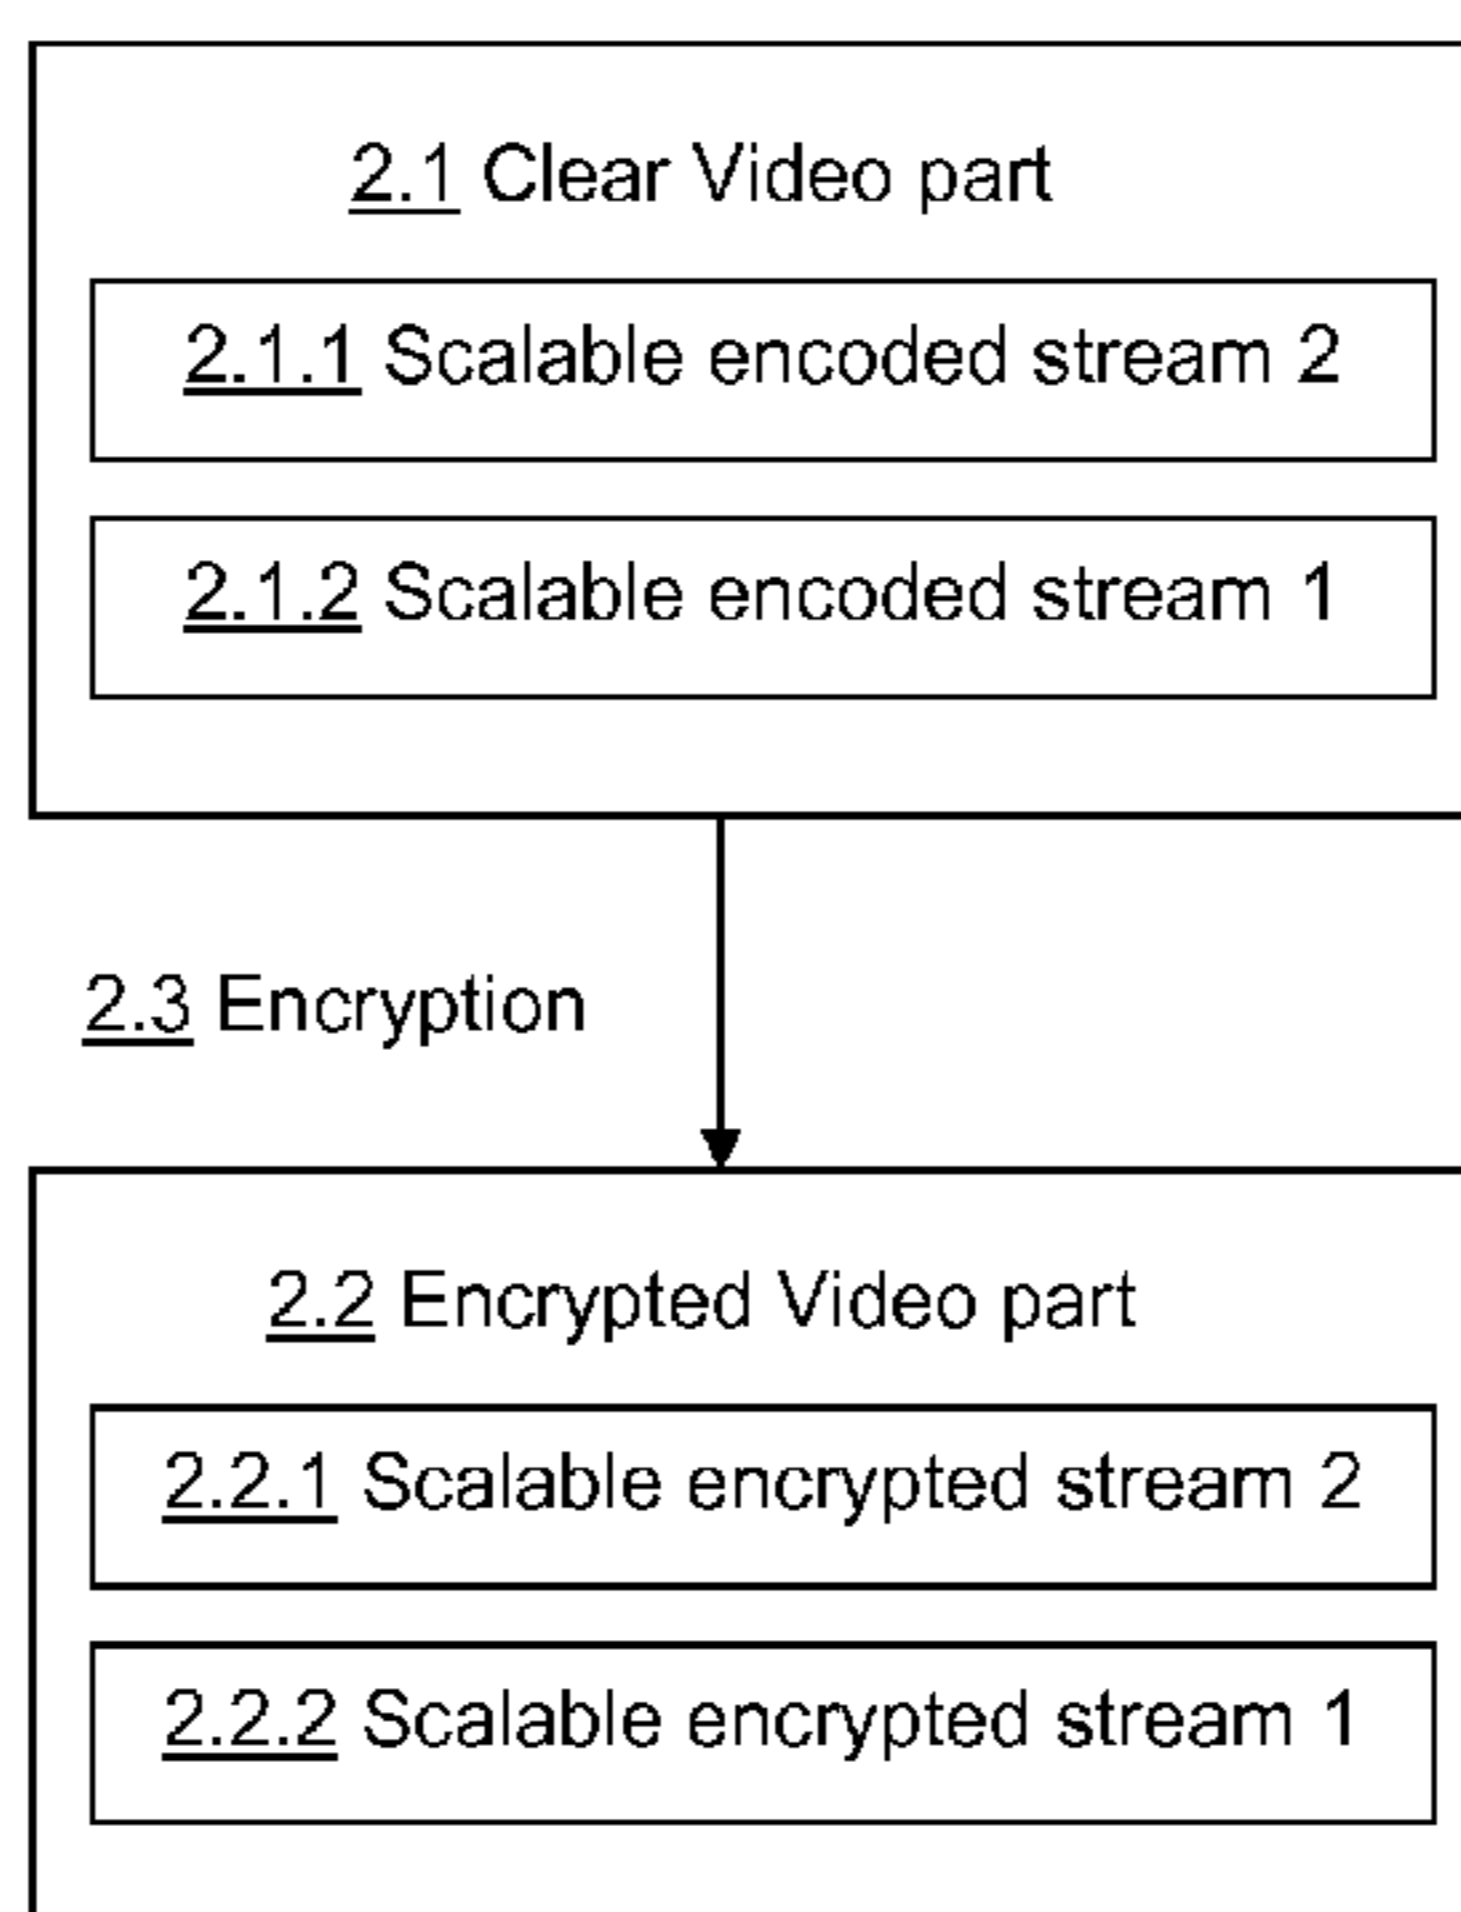 2.1 Clear Video part
2.1.1 Scalable encoded stream 2
2.1.2 Scalable encoded stream 1
2.3 Encryption
2.2 Encrypted Video part
2.2.1 Scalable encrypted stream 2
2.2.2 Scalable encrypted stream 1